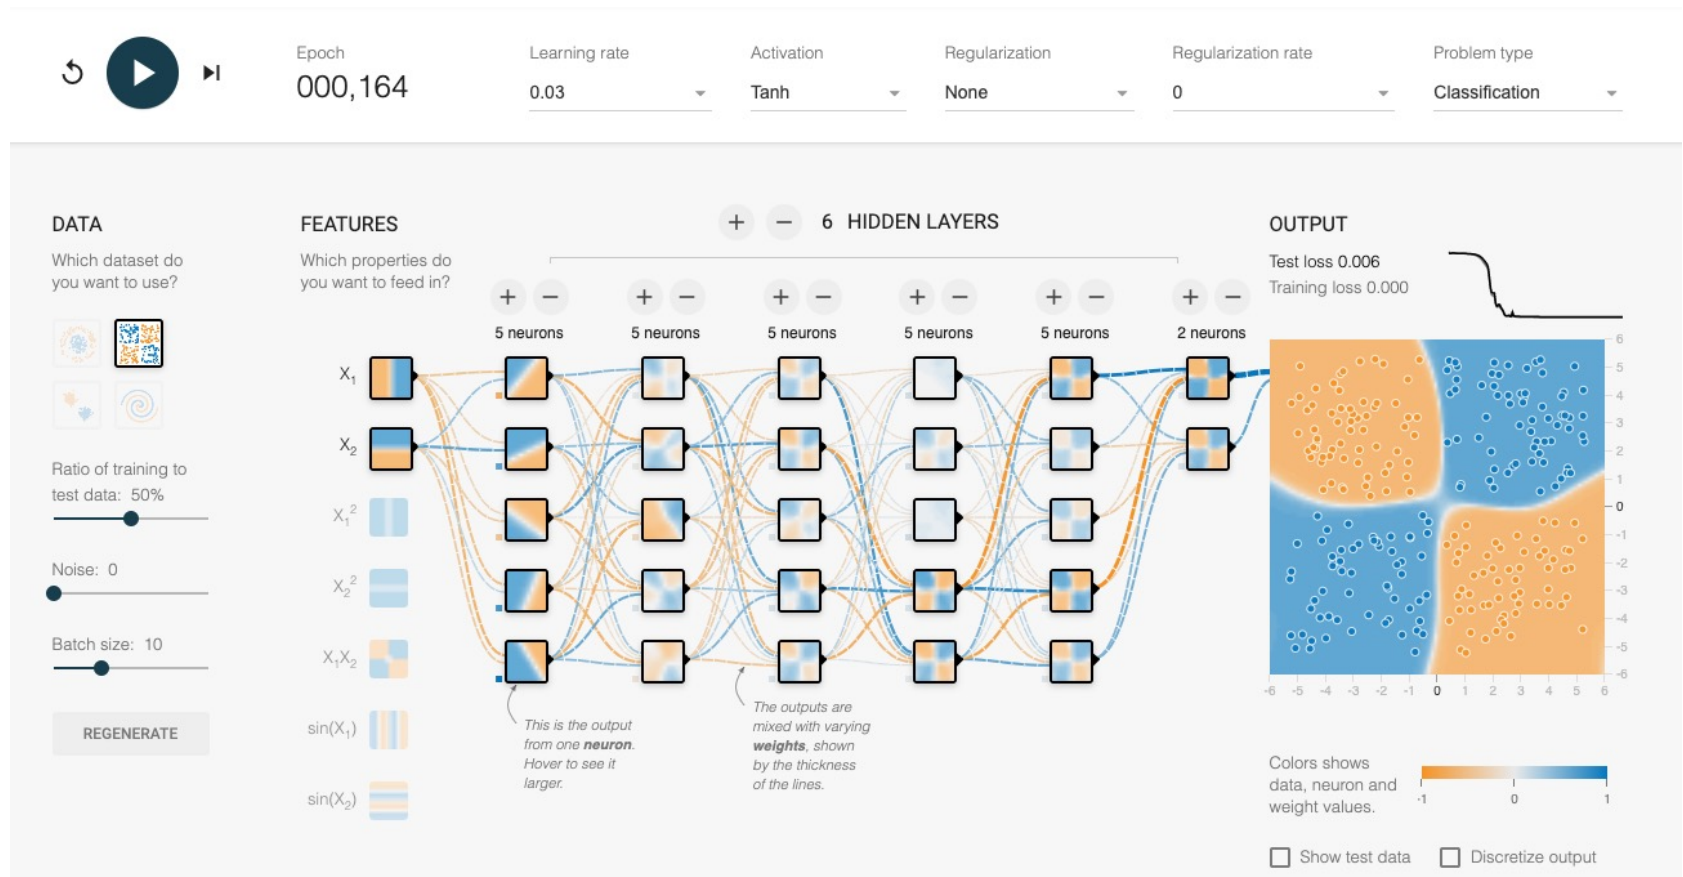 Epoch
000,164
Learning rate
0.03
Activation
Tanh
Regularization
None
Regularization rate
0
Problem type
Classification
DATA
Which dataset do
you want to use?
Ratio of training to
test data: 50%
Noise: 0
Batch size: 10
REGENERATE
FEATURES
Which properties do
you want to feed in?
X1
X2
X1²
X2²
X1X2
sin(X1)
sin(X2)
+ − 6 HIDDEN LAYERS
+ − + − + − + − + − + −
5 neurons 5 neurons 5 neurons 5 neurons 5 neurons 2 neurons
This is the output
from one neuron.
Hover to see it
larger.
The outputs are
mixed with varying
weights, shown
by the thickness
of the lines.
OUTPUT
Test loss 0.006
Training loss 0.000
6
5
4
3
2
1
0
-1
-2
-3
-4
-5
-6
-6 -5 -4 -3 -2 -1 0 1 2 3 4 5 6
Colors shows
data, neuron and
weight values.
-1 0 1
Show test data Discretize output